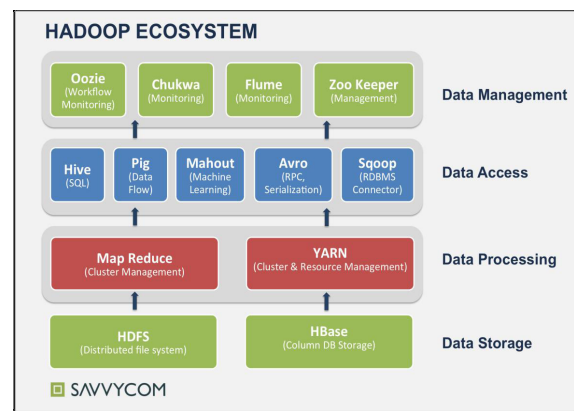 HADOOP ECOSYSTEM
Oozie
(Workflow
Monitoring)
Chukwa
(Monitoring)
Flume
(Monitoring)
Zoo Keeper
(Management)
Data Management
Hive
(SQL)
Pig
(Data
Flow)
Mahout
(Machine
Learning)
Avro
(RPC,
Serialization)
Sqoop
(RDBMS
Connector)
Data Access
Map Reduce
(Cluster Management)
YARN
(Cluster & Resource Management)
Data Processing
HDFS
(Distributed file system)
HBase
(Column DB Storage)
Data Storage
SAVVYCOM